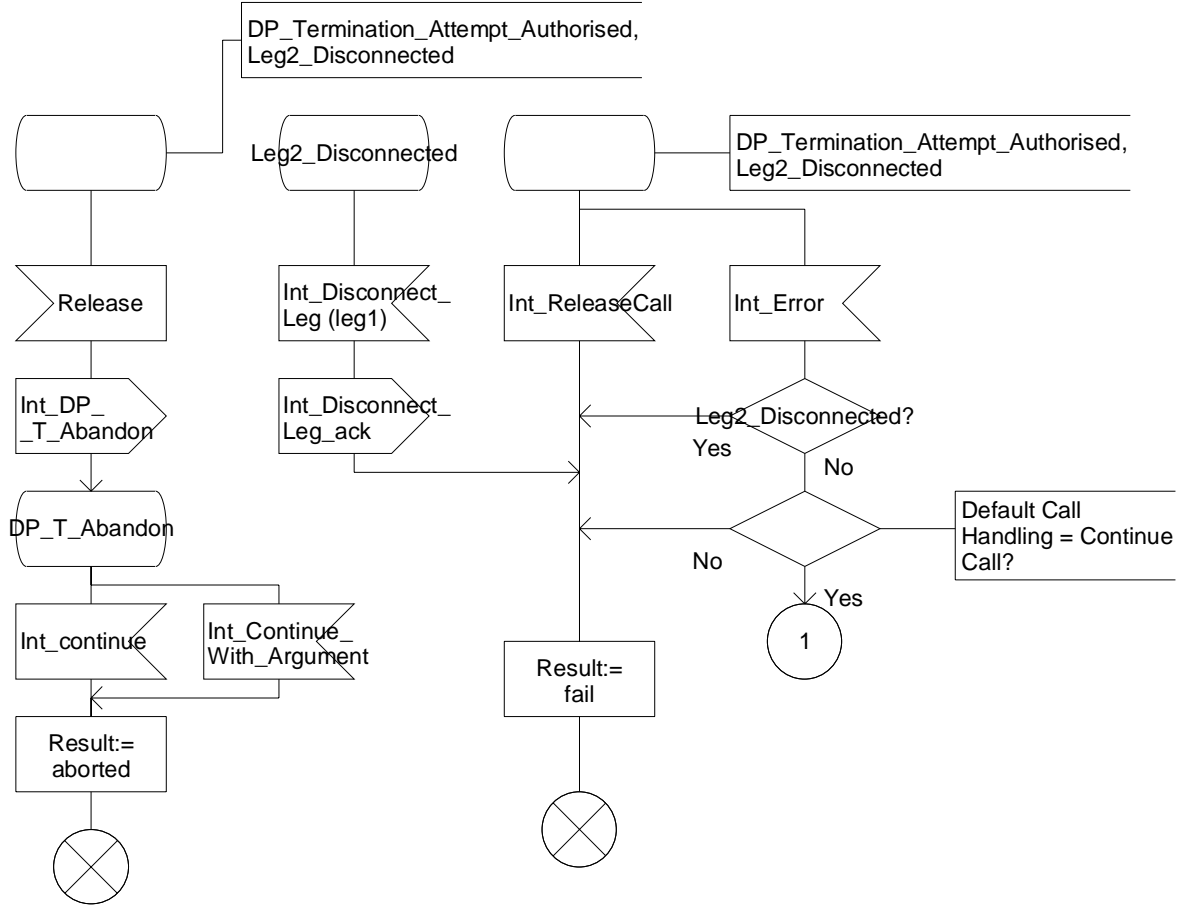 DP_Termination_Attempt_Authorised,
Leg2_Disconnected
Leg2_Disconnected
DP_Termination_Attempt_Authorised,
Leg2_Disconnected
Release
Int_Disconnect_
Leg (leg1)
Int_ReleaseCall
Int_Error
Int_DP_
_T_Abandon
Int_Disconnect_
Leg_ack
Leg2_Disconnected?
Yes
No
DP_T_Abandon
Default Call
Handling = Continue
Call?
No
Yes
Int_continue
Int_Continue_
With_Argument
1
Result:=
fail
Result:=
aborted